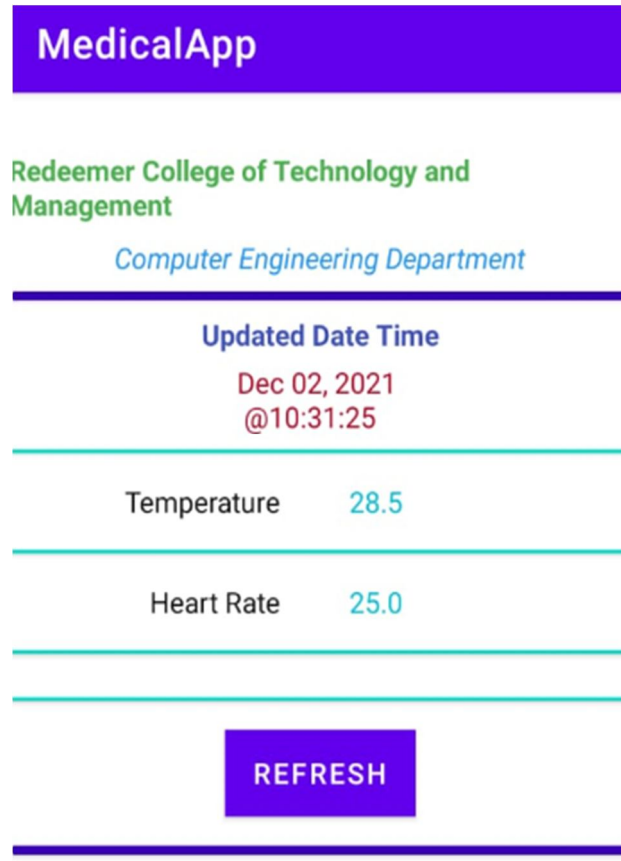 MedicalApp
Redeemer College of Technology and
Management
Computer Engineering Department
Updated Date Time
Dec 02, 2021
@10:31:25
Temperature 28.5
Heart Rate 25.0
REFRESH